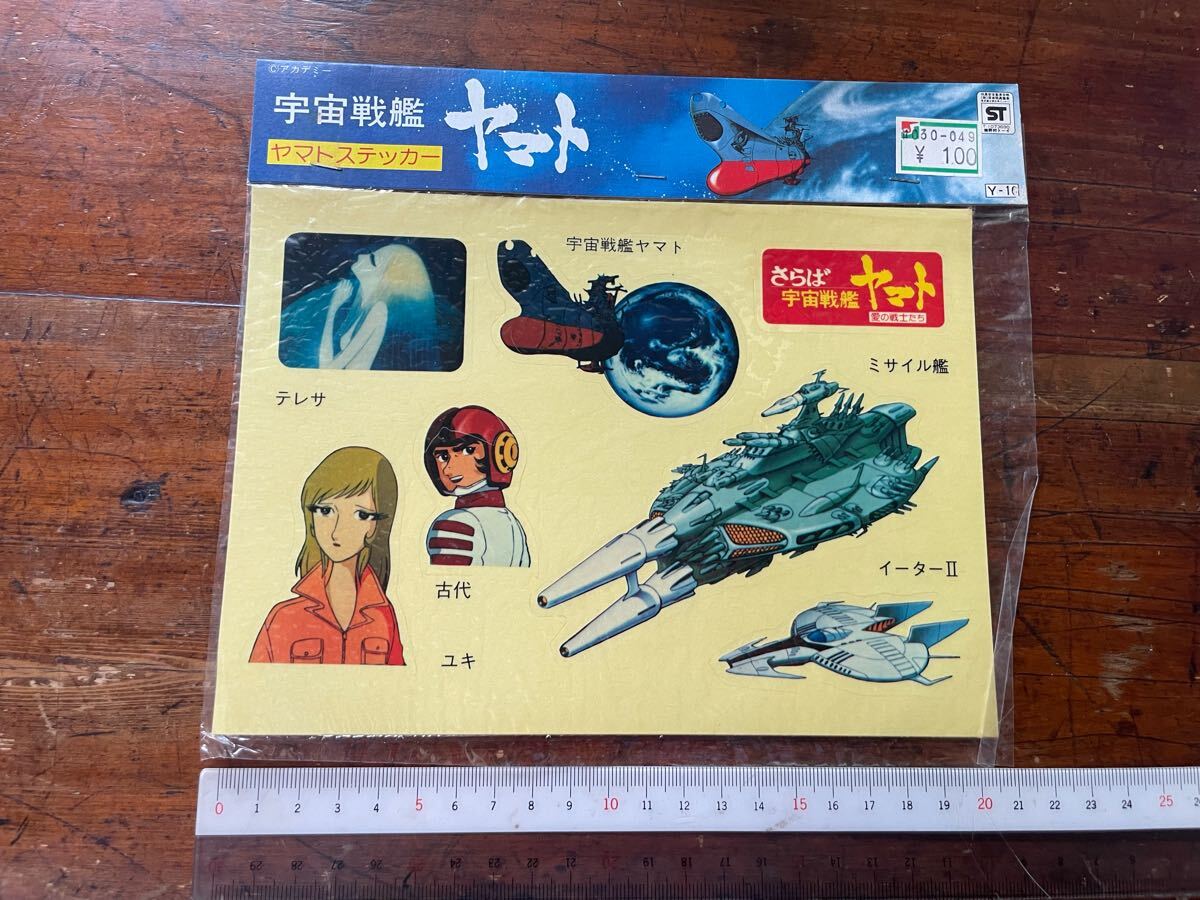 ©アカデミー
宇宙戦艦
ヤマト
ヤマトステッカー
ST
030-049
¥ 100
Y-10
宇宙戦艦ヤマト
さらば
宇宙戦艦
ヤマト
愛の戦士たち
ミサイル艦
テレサ
古代
ユキ
イーターII
0 1 2 3 4 5 6 7 8 9 10 11 12 13 14 15 16 17 18 19 20 21 22 23 24 25